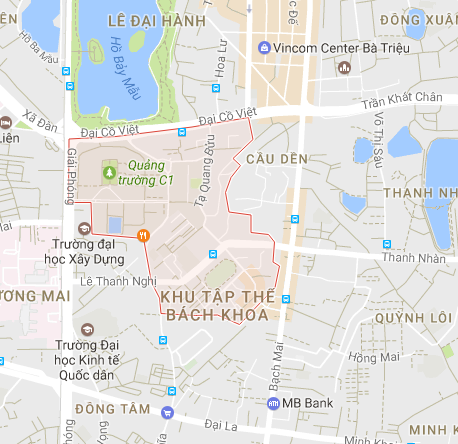 LÊ ĐẠI HÀNH
ĐỒNG XUÂN
Hồ Ba Mẫu
Hồ Bảy Mẫu
Hoa Lư
Vincom Center Bà Triệu
Xã Đàn
Đại Cồ Việt
Đại Cồ Việt
Trần Khát Chân
Giải Phóng
Quảng
trường C1
Tạ Quang Bửu
CẦU DỀN
Võ Thị Sáu
THANH NH
Trường đại
học Xây Dựng
Lê Thanh Nghị
Thanh Nhàn
ƯƠNG MAI
KHU TẬP THỂ
BÁCH KHOA
QUỲNH LÔI
Trường Đại
học Kinh tế
Quốc dân
Bạch Mai
Hồng Mai
MB Bank
ĐỒNG TÂM
Đại La
Minh Kh